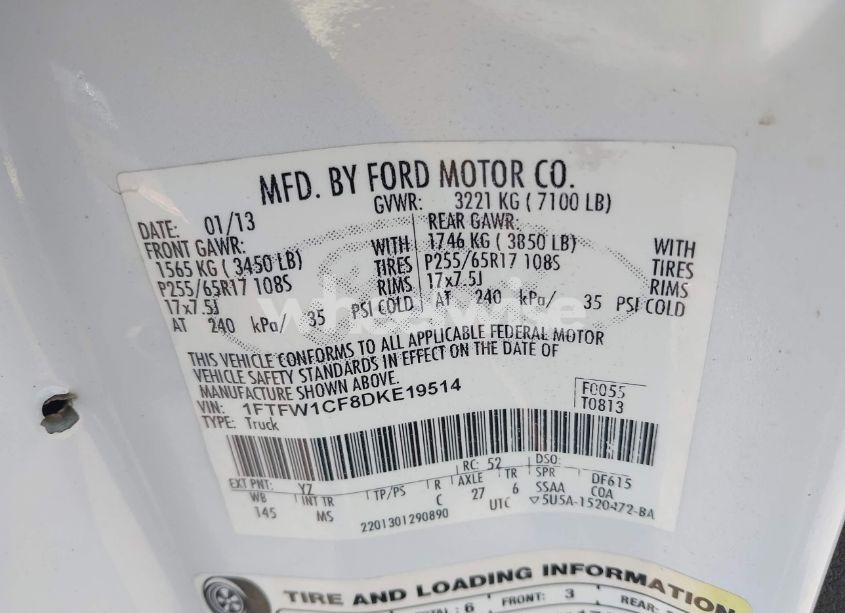 MFD. BY FORD MOTOR CO.
DATE: 01/13 GVWR: 3221 KG ( 7100 LB)
FRONT GAWR: REAR GAWR:
1565 KG ( 3450 LB) WITH 1746 KG ( 3850 LB) WITH
P255/65R17 108S TIRES P255/65R17 108S TIRES
17x7.5J RIMS 17x7.5J RIMS
AT 240 kPa/ 35 PSI COLD AT 240 kPa/ 35 PSI COLD
wheelwise
THIS VEHICLE CONFORMS TO ALL APPLICABLE FEDERAL MOTOR
VEHICLE SAFETY STANDARDS IN EFFECT ON THE DATE OF
MANUFACTURE SHOWN ABOVE.
VIN: 1FTFW1CF8DKE19514 F0055
TYPE: Truck T0813
EXT PNT: YZ RC: 52 DSO:
WB INT TR TP/PS R AXLE TR SPR DF615
145 MS C 27 6 SSAA COA
2201301290890 UTC ▽5U5A-1520472-BA
TIRE AND LOADING INFORMATION
6 FRONT: 3 REAR: